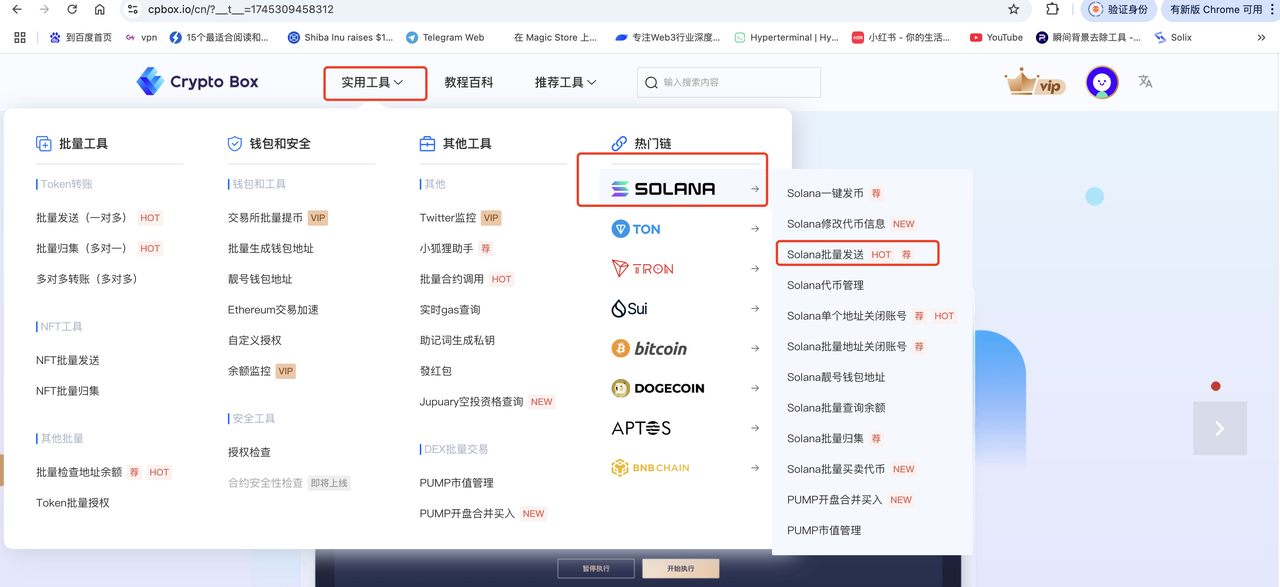 cpbox.io/cn/?__t__=1745309458312
验证身份
有新版 Chrome 可用
到百度首页
vpn
15个最适合阅读和...
Shiba Inu raises $1...
Telegram Web
在 Magic Store 上...
专注Web3行业深度...
Hyperterminal | Hy...
小红书 - 你的生活...
YouTube
瞬间背景去除工具 -...
Solix
Crypto Box
实用工具
教程百科
推荐工具
输入搜索内容
vip
批量工具
Token转账
批量发送（一对多） HOT
批量归集（多对一） HOT
多对多转账（多对多）
NFT工具
NFT批量发送
NFT批量归集
其他批量
批量检查地址余额 荐 HOT
Token批量授权
钱包和安全
钱包和工具
交易所批量提币 VIP
批量生成钱包地址
靓号钱包地址
Ethereum交易加速
自定义授权
余额监控 VIP
安全工具
授权检查
合约安全性检查 即将上线
其他工具
其他
Twitter监控 VIP
小狐狸助手 荐
批量合约调用 HOT
实时gas查询
助记词生成私钥
發红包
Jupuary空投资格查询 NEW
DEX批量交易
PUMP市值管理
PUMP开盘合并买入 NEW
热门链
SOLANA
TON
TRON
Sui
bitcoin
DOGECOIN
APTOS
BNB CHAIN
Solana一键发币 荐
Solana修改代币信息 NEW
Solana批量发送 HOT 荐
Solana代币管理
Solana单个地址关闭账号 荐 HOT
Solana批量地址关闭账号 荐
Solana靓号钱包地址
Solana批量查询余额
Solana批量归集 荐
Solana批量买卖代币 NEW
PUMP开盘合并买入 NEW
PUMP市值管理
暂停执行
开始执行